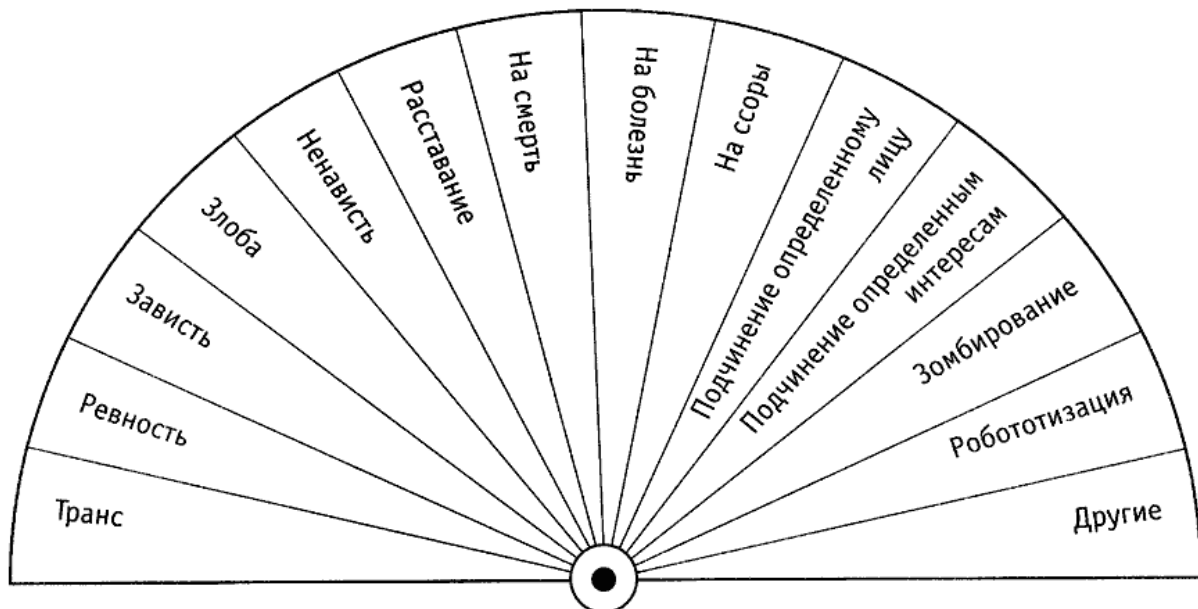 Транс
Ревность
Зависть
Злоба
Ненависть
Расставание
На смерть
На болезнь
На ссоры
Подчинение определенному
лицу
Подчинение определенным
интересам
Зомбирование
Робототизация
Другие